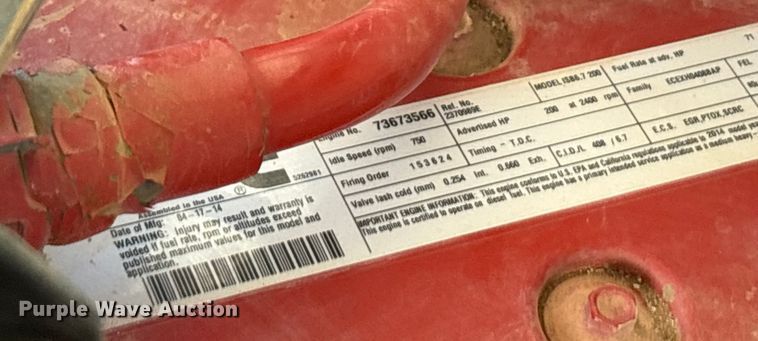 Engine No. 73673566
Ref. No.
2370989E
MODEL ISB6.7 200
Fuel Rate at adv. HP 71
Idle Speed (rpm) 750
Advertised HP 200 at 2400 rpm
Family ECEXH0408BAP
FEL
Firing Order 153624
Timing - T.D.C.
Valve lash cold (mm) 0.254 Int. 0.660 Exh.
C.I.D./L 408 / 6.7
E.C.S. EGR,PTOX,SCRC
IMPORTANT ENGINE INFORMATION: This engine conforms to U.S. EPA and California regulations applicable to 2014 model
This engine is certified to operate on diesel fuel. This engine has a primary intended service application as a medium heavy-
5282981
Assembled in the USA ®
Date of Mfg. 04-17-14
WARNING: Injury may result and warranty is
voided if fuel rate, rpm or altitudes exceed
published maximum values for this model and
application.
Purple Wave Auction